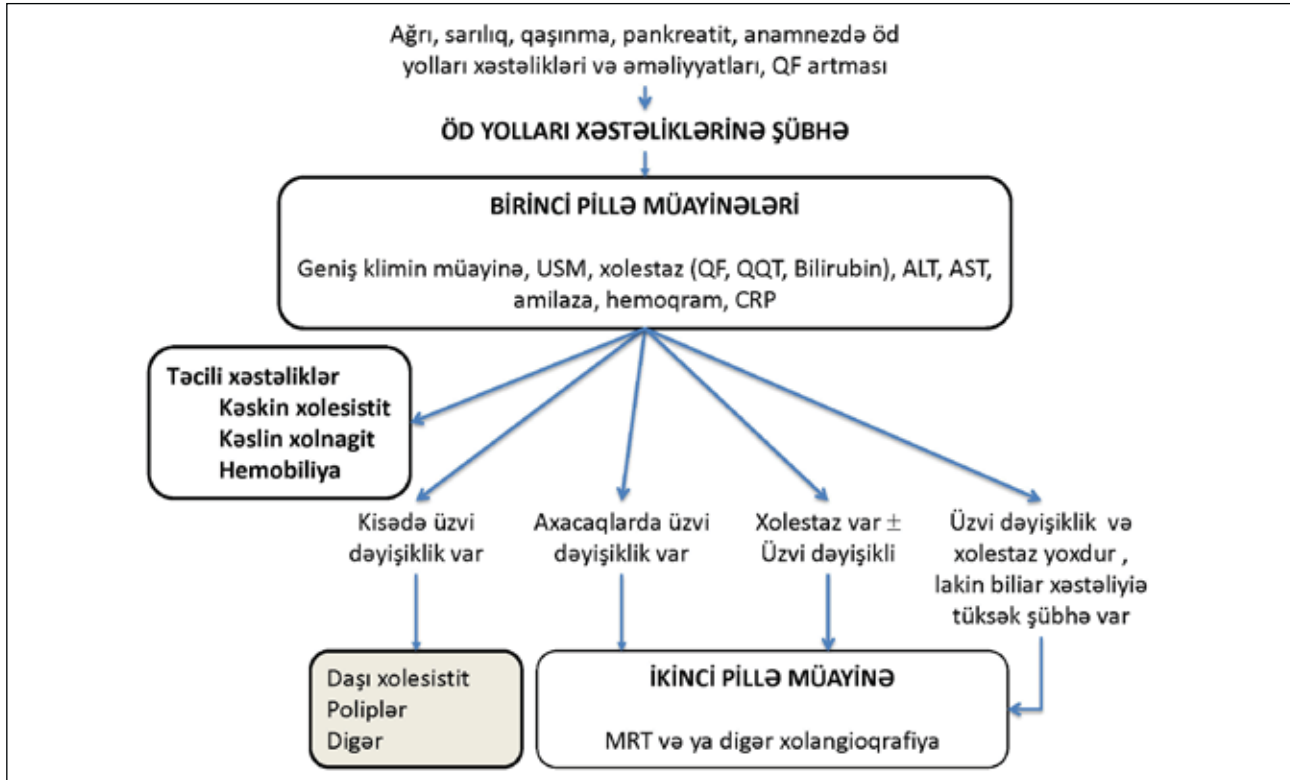 Ağrı, sarılıq, qaşınma, pankreatit, anamnezdə öd
yolları xəstəlikləri və əməliyyatları, QF artması
ÖD YOLLARI XƏSTƏLİKLƏRİNƏ ŞÜBHƏ
BİRİNCİ PİLLƏ MÜAYİNƏLƏRİ
Geniş klimin müayinə, USM, xolestaz (QF, QQT, Bilirubin), ALT, AST,
amilaza, hemoqram, CRP
Təcili xəstəliklər
Kəskin xolesistit
Kəslin xolnagit
Hemobiliya
Kisədə üzvi
dəyişiklik var
Axacaqlarda üzvi
dəyişiklik var
Xolestaz var ±
Üzvi dəyişikli
Üzvi dəyişiklik və
xolestaz yoxdur ,
lakin biliar xəstəliyiə
tüksək şübhə var
Daşı xolesistit
Poliplər
Digər
İKİNCİ PİLLƏ MÜAYİNƏ
MRT və ya digər xolangioqrafiya